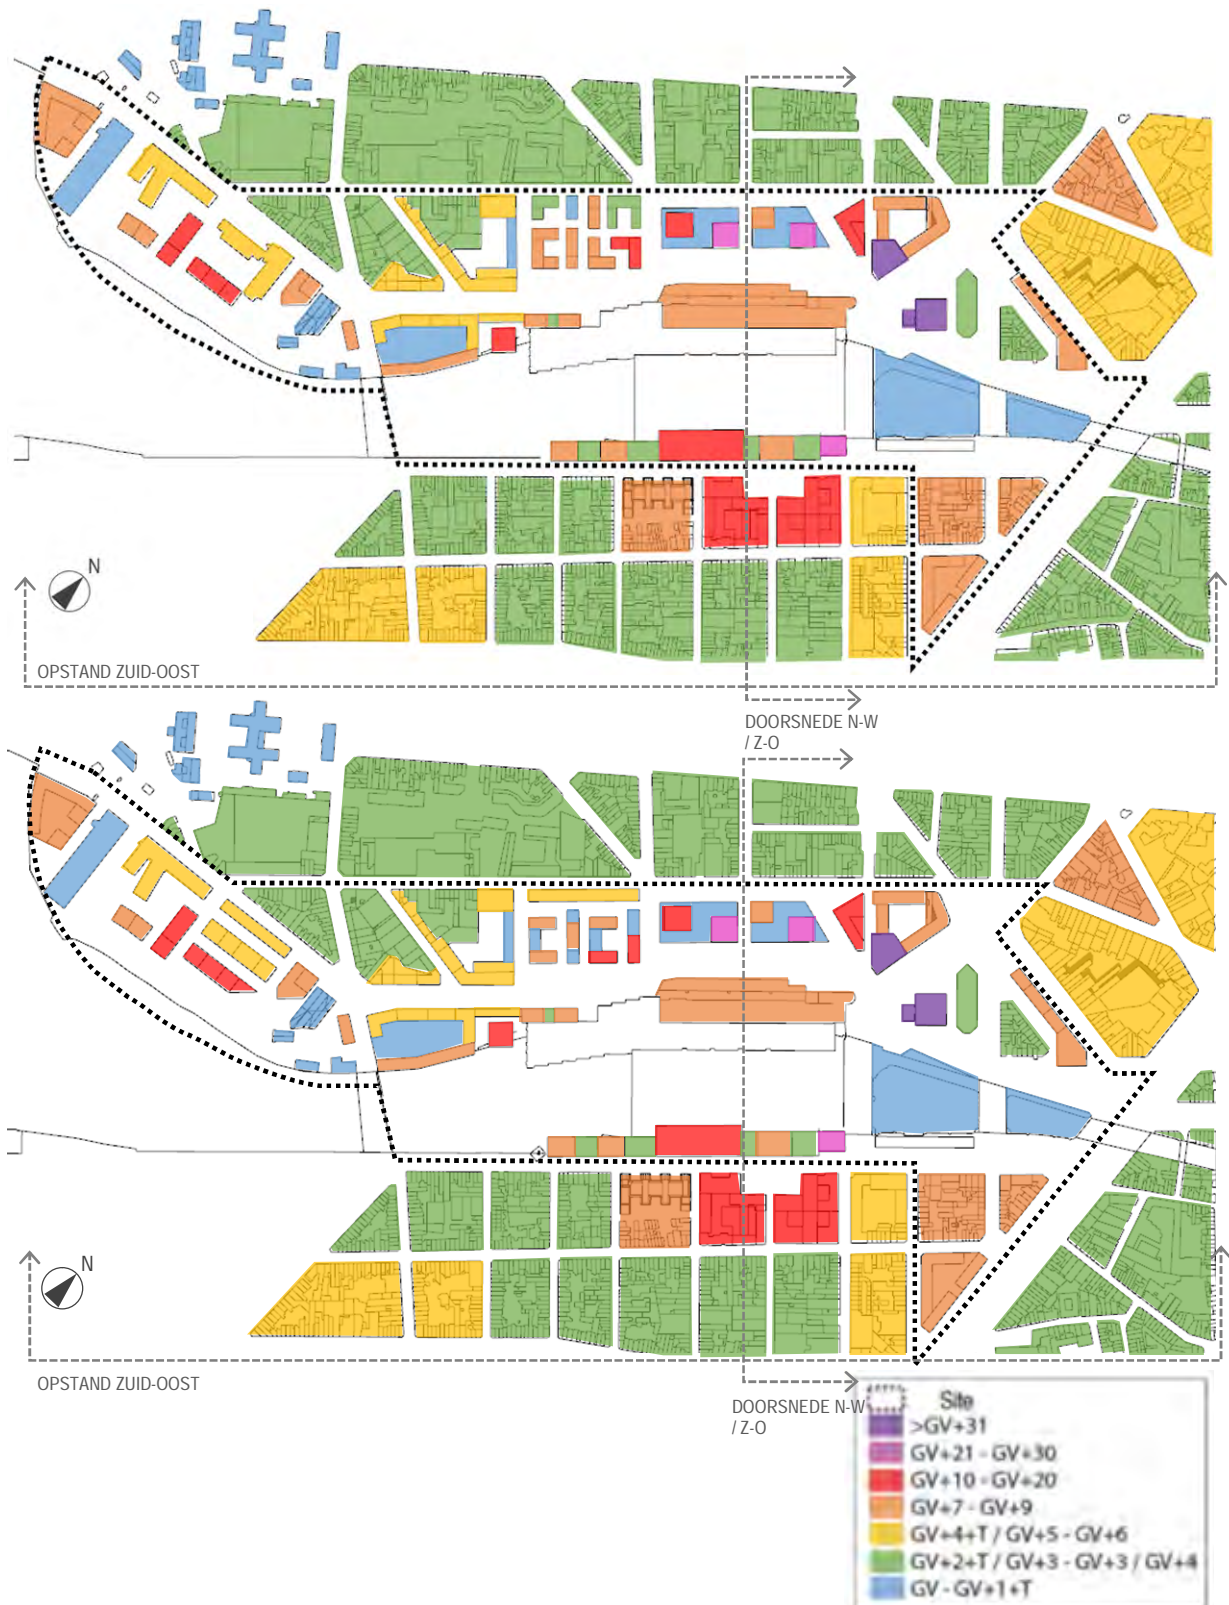 N
OPSTAND ZUID-OOST
DOORSNEDE N-W
/ Z-O
N
OPSTAND ZUID-OOST
DOORSNEDE N-W
/ Z-O
Site
>GV+31
GV+21 - GV+30
GV+10 - GV+20
GV+7 - GV+9
GV+4+T / GV+5 - GV+6
GV+2+T / GV+3 - GV+3 / GV+4
GV - GV+1+T